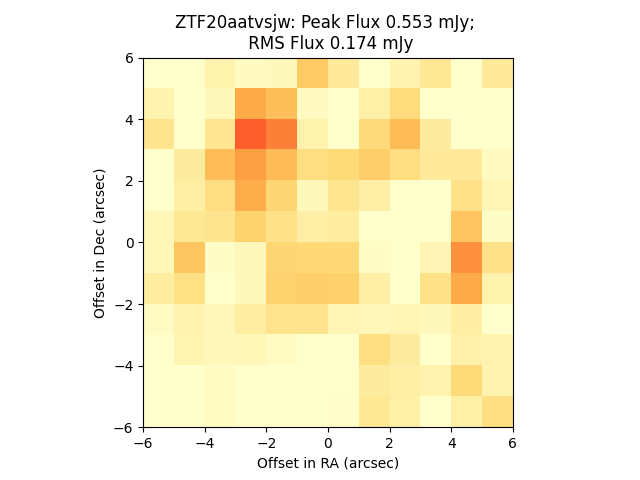 ZTF20aatvsjw: Peak Flux 0.553 mJy;
RMS Flux 0.174 mJy
6
4
2
0
−2
−4
−6
Offset in Dec (arcsec)
−6 −4 −2 0 2 4 6
Offset in RA (arcsec)